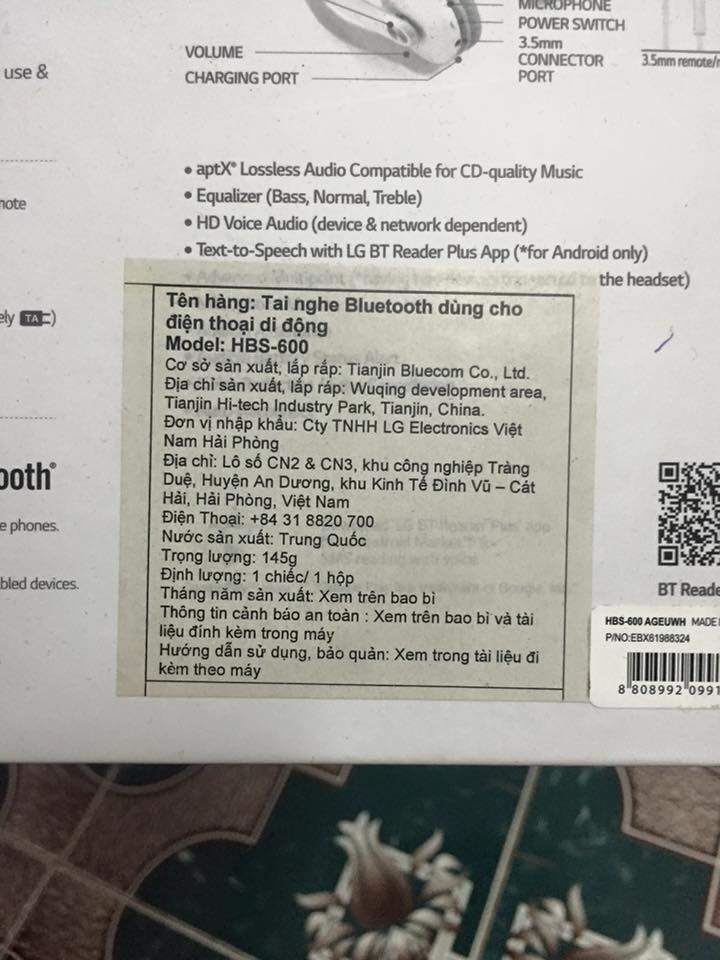 MICROPHONE
POWER SWITCH
3.5mm
CONNECTOR
PORT
3.5mm remote/
VOLUME
CHARGING PORT
use &
• aptX® Lossless Audio Compatible for CD-quality Music
• Equalizer (Bass, Normal, Treble)
• HD Voice Audio (device & network dependent)
• Text-to-Speech with LG BT Reader Plus App (*for Android only)
the headset)
TA
Tên hàng: Tai nghe Bluetooth dùng cho
điện thoại di động
Model: HBS-600
Cơ sở sản xuất, lắp rắp: Tianjin Bluecom Co., Ltd.
Địa chỉ sản xuất, lắp ráp: Wuqing development area,
Tianjin Hi-tech Industry Park, Tianjin, China.
Đơn vị nhập khẩu: Cty TNHH LG Electronics Việt
Nam Hải Phòng
Địa chỉ: Lô số CN2 & CN3, khu công nghiệp Tràng
Duệ, Huyện An Dương, khu Kinh Tế Đình Vũ – Cát
Hải, Hải Phòng, Việt Nam
Điện Thoại: +84 31 8820 700
Nước sản xuất: Trung Quốc
Trọng lượng: 145g
Định lượng: 1 chiếc/ 1 hộp
Tháng năm sản xuất: Xem trên bao bì
Thông tin cảnh báo an toàn : Xem trên bao bì và tài
liệu đính kèm trong máy
Hướng dẫn sử dụng, bảo quản: Xem trong tài liệu đi
kèm theo máy
ooth®
e phones.
bled devices.
BT Reade
HBS-600 AGEUWH MADE
P/NO:EBX61988324
8 808992 0991